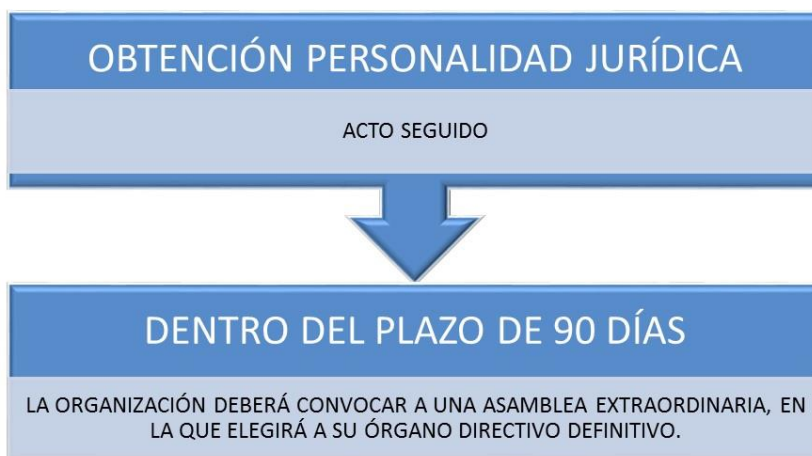 OBTENCIÓN PERSONALIDAD JURÍDICA
ACTO SEGUIDO
DENTRO DEL PLAZO DE 90 DÍAS
LA ORGANIZACIÓN DEBERÁ CONVOCAR A UNA ASAMBLEA EXTRAORDINARIA, EN
LA QUE ELEGIRÁ A SU ÓRGANO DIRECTIVO DEFINITIVO.